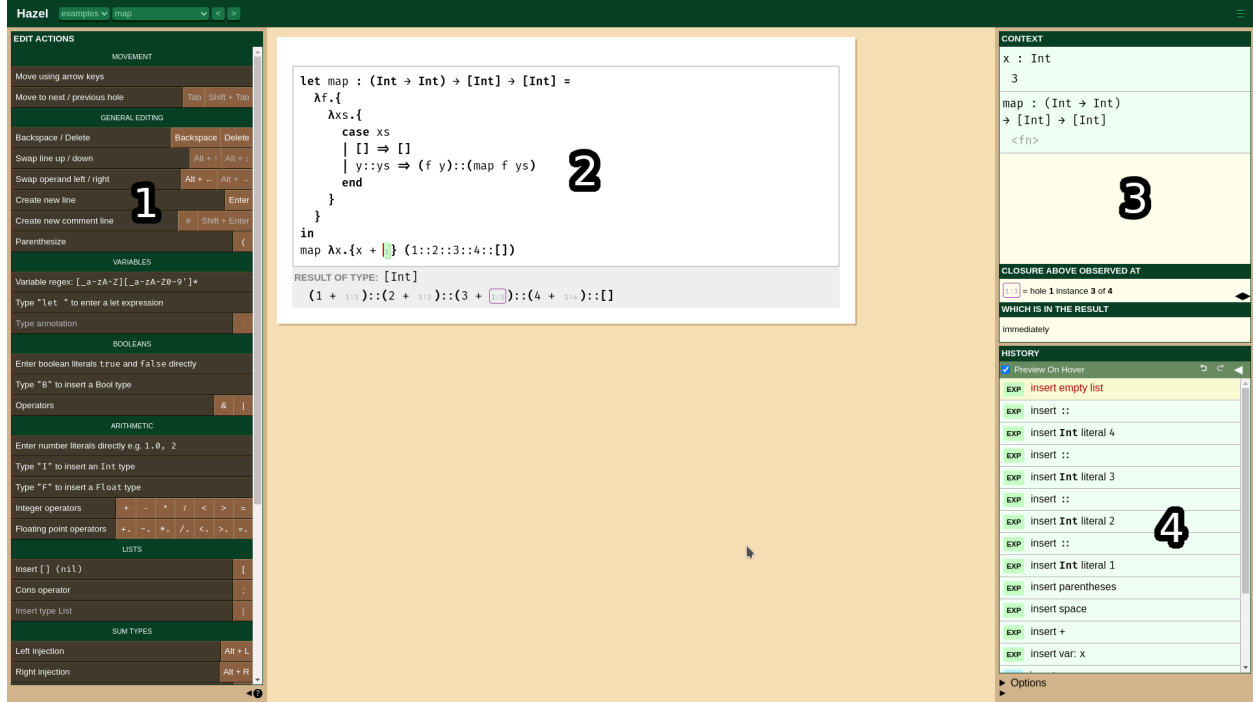 Hazel examples map < >
EDIT ACTIONS
MOVEMENT
Move using arrow keys
Move to next / previous hole Tab Shift + Tab
GENERAL EDITING
Backspace / Delete Backspace Delete
Swap line up / down Alt + ↑ Alt + ↓
Swap operand left / right Alt + ← Alt + →
Create new line Enter
Create new comment line # Shift + Enter
Parenthesize (
1
VARIABLES
Variable regex: [_a-zA-Z][_a-zA-Z0-9']*
Type "let " to enter a let expression
Type annotation :
BOOLEANS
Enter boolean literals true and false directly
Type "B" to insert a Bool type
Operators & |
ARITHMETIC
Enter number literals directly e.g. 1.0, 2
Type "I" to insert an Int type
Type "F" to insert a Float type
Integer operators + - * / < > =
Floating point operators +. -. *. /. <. >. =.
LISTS
Insert [] (nil) [
Cons operator ;
Insert type List [
SUM TYPES
Left injection Alt + L
Right injection Alt + R
let map : (Int → Int) → [Int] → [Int] =
λf.{
λxs.{
case xs
| [] ⇒ []
| y::ys ⇒ (f y)::(map f ys)
end
}
}
in
map λx.{x + 1} (1::2::3::4::[])
2
RESULT OF TYPE: [Int]
(1 + 1:1)::(2 + 1:2)::(3 + 1:3)::(4 + 1:4)::[]
CONTEXT
x : Int
3
map : (Int → Int)
→ [Int] → [Int]
<fn>
3
CLOSURE ABOVE OBSERVED AT
1:3 = hole 1 instance 3 of 4
WHICH IS IN THE RESULT
immediately
HISTORY
Preview On Hover
EXP insert empty list
EXP insert ::
EXP insert Int literal 4
EXP insert ::
EXP insert Int literal 3
EXP insert ::
EXP insert Int literal 2
EXP insert ::
EXP insert Int literal 1
EXP insert parentheses
EXP insert space
EXP insert +
EXP insert var: x
4
Options